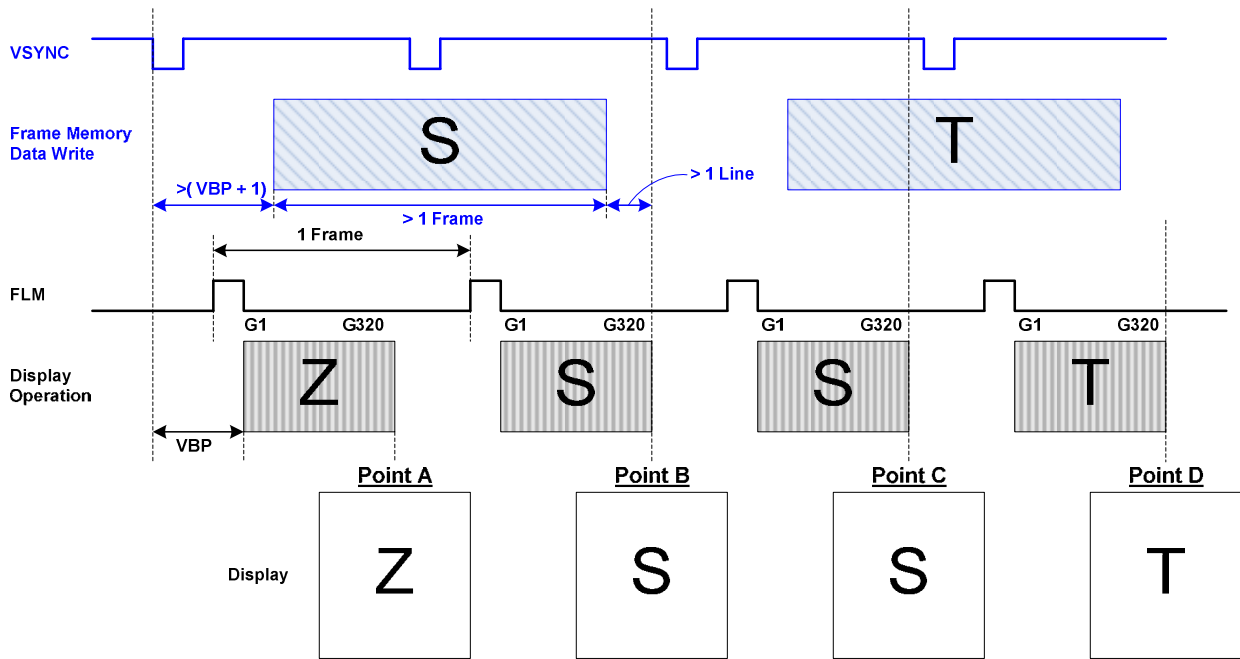 VSYNC
Frame Memory
Data Write
S
T
>( VBP + 1)
> 1 Frame
> 1 Line
1 Frame
FLM
G1
G320
G1
G320
G1
G320
G1
G320
Display
Operation
Z
S
S
T
VBP
Point A
Point B
Point C
Point D
Display
Z
S
S
T